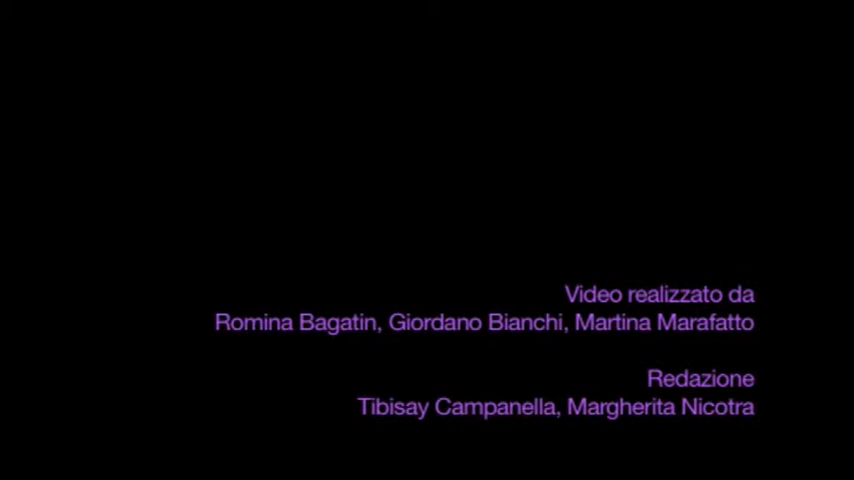 Video realizzato da
Romina Bagatin, Giordano Bianchi, Martina Marafatto
Redazione
Tibisay Campanella, Margherita Nicotra